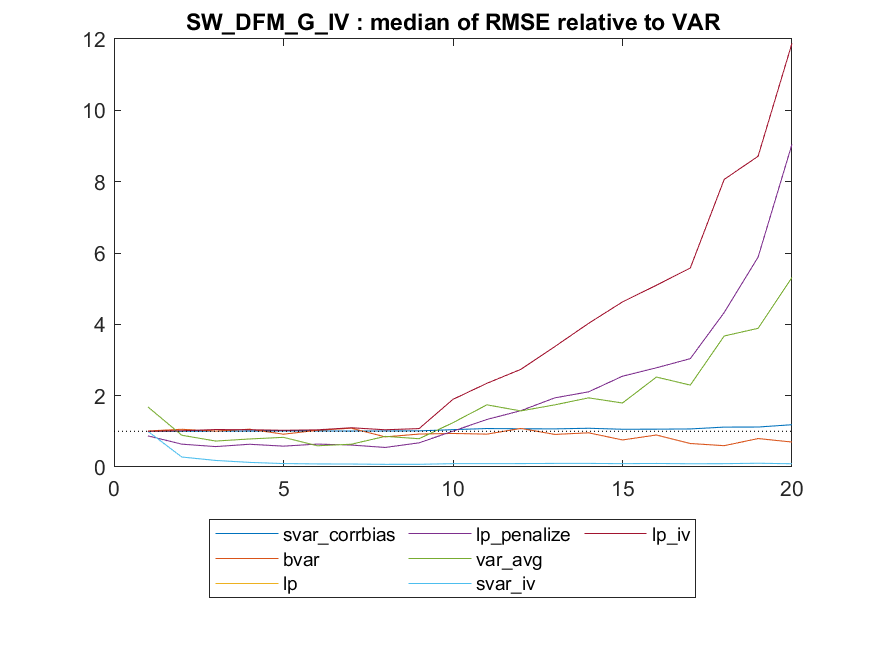 SW_DFM_G_IV : median of RMSE relative to VAR
12
10
8
6
4
2
1
0
0 5 10 15 20
svar_corrbias lp_penalize lp_iv
bvar var_avg
lp svar_iv